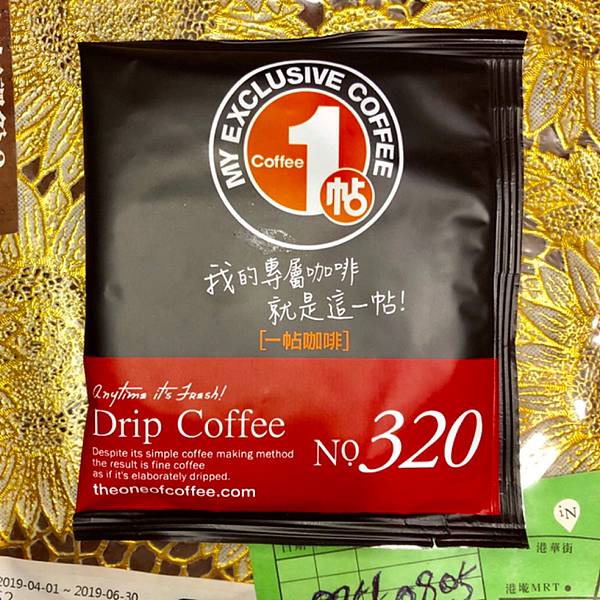 MY EXCLUSIVE COFFEE
Coffee 1 帖
我的專屬咖啡
就是這一帖!
[一帖咖啡]
Anytime it's Fresh!
Drip Coffee
Despite its simple coffee making method
the result is fine coffee
as if it's elaborately dripped.
theoneofcoffee.com
No 320
iN
港華街
港墘MRT
2019-04-01 ~ 2019-06-30